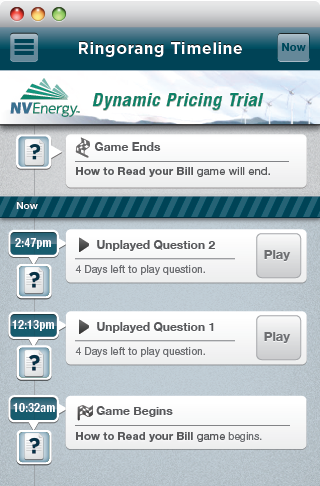 Ringorang Timeline
Now
NVEnergy
Dynamic Pricing Trial
?
Game Ends
How to Read your Bill game will end.
Now
2:47pm
?
Unplayed Question 2
4 Days left to play question.
Play
12:13pm
?
Unplayed Question 1
4 Days left to play question.
Play
10:32am
?
Game Begins
How to Read your Bill game begins.